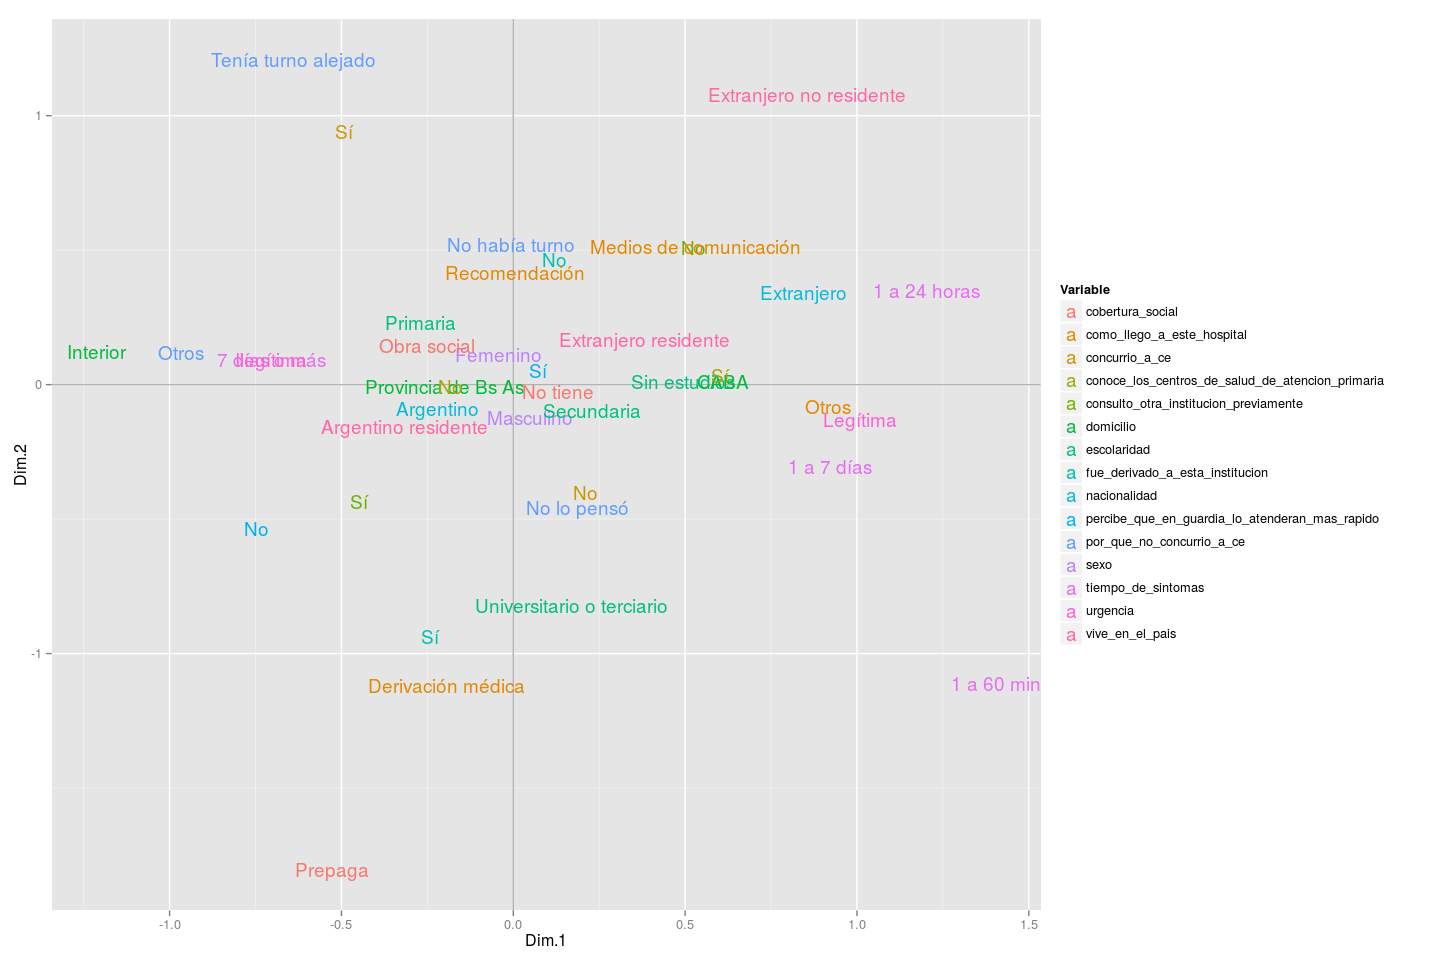 Tenía turno alejado
Extranjero no residente
1
Sí
No había turno
Medios de comunicación
No
No
Recomendación
Extranjero
1 a 24 horas
Primaria
Extranjero residente
Obra social
Interior
Otros
Femenino
7 días o más
Sí
Sí
0
Sin estudios
CABA
Provincia de Bs As
No
No tiene
Argentino
Secundaria
Otros
Masculino
Legítima
Argentino residente
1 a 7 días
No
Sí
No lo pensó
No
Universitario o terciario
Sí
-1
Derivación médica
1 a 60 min
Prepaga
-1.0
-0.5
0.0
0.5
1.0
1.5
Dim.1
Dim.2
Variable
a cobertura_social
a como_llego_a_este_hospital
a concurrio_a_ce
a conoce_los_centros_de_salud_de_atencion_primaria
a consulto_otra_institucion_previamente
a domicilio
a escolaridad
a fue_derivado_a_esta_institucion
a nacionalidad
a percibe_que_en_guardia_lo_atenderan_mas_rapido
a por_que_no_concurrio_a_ce
a sexo
a tiempo_de_sintomas
a urgencia
a vive_en_el_pais